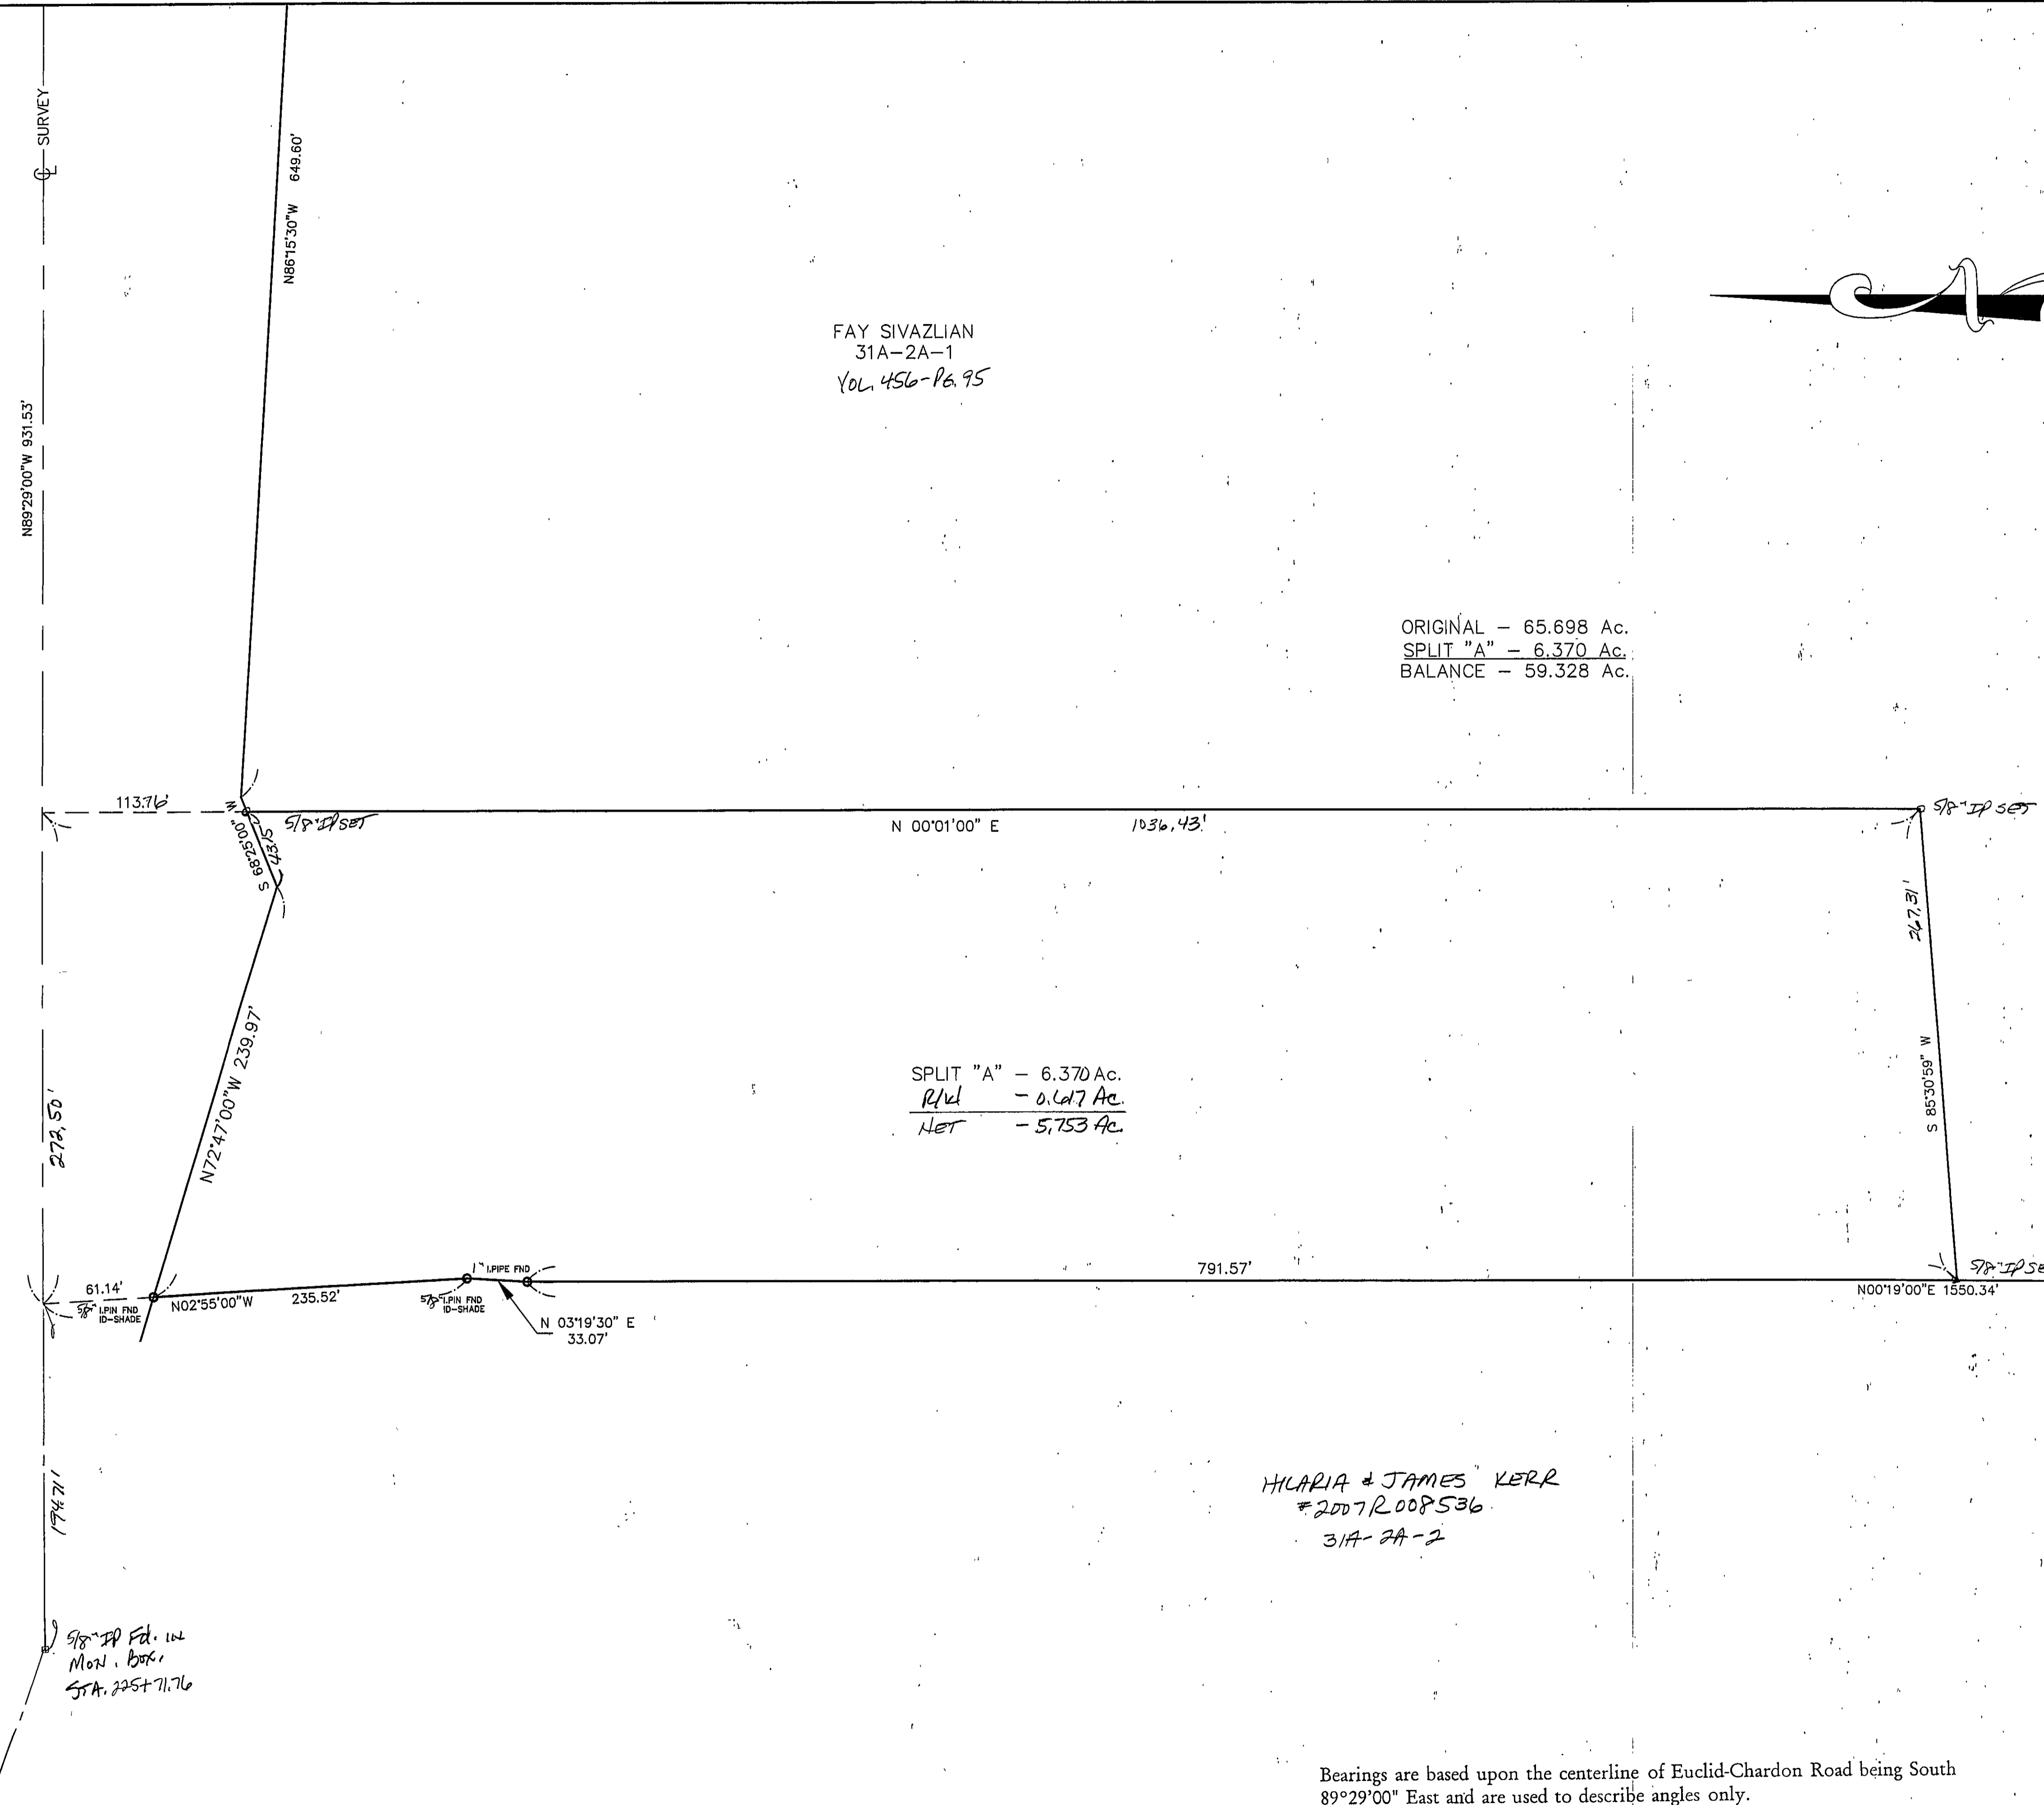 SURVEY
N86°15'30"W 649.60'
N89°29'00"W 931.53'
FAY SIVAZLIAN
31A-2A-1
VOL. 456-PG. 95
ORIGINAL - 65.698 Ac.
SPLIT "A" - 6.370 Ac.
BALANCE - 59.328 Ac.
113.76'
5/8" IP SET
S 68°25'00" W
43.15'
N 00°01'00" E 1036.43'
5/8" IP SET
267.31'
S 85°30'59" W
N72°47'00"W 239.97'
272.50'
SPLIT "A" - 6.370 Ac.
R/W - 0.617 Ac.
NET - 5.753 Ac.
61.14'
5/8" I.PIN FND
ID-SHADE
N02°55'00"W 235.52'
1" I.PIPE FND
5/8" I.PIN FND
ID-SHADE
N 03°19'30" E
33.07'
791.57'
5/8" IP SE
N00°19'00"E 1550.34'
194.71'
HILARIA & JAMES KERR
#2007R008536
31A-2A-2
5/8" IP Fd. IN
MON. BOX.
STA. 225+71.76
Bearings are based upon the centerline of Euclid-Chardon Road being South
89°29'00" East and are used to describe angles only.